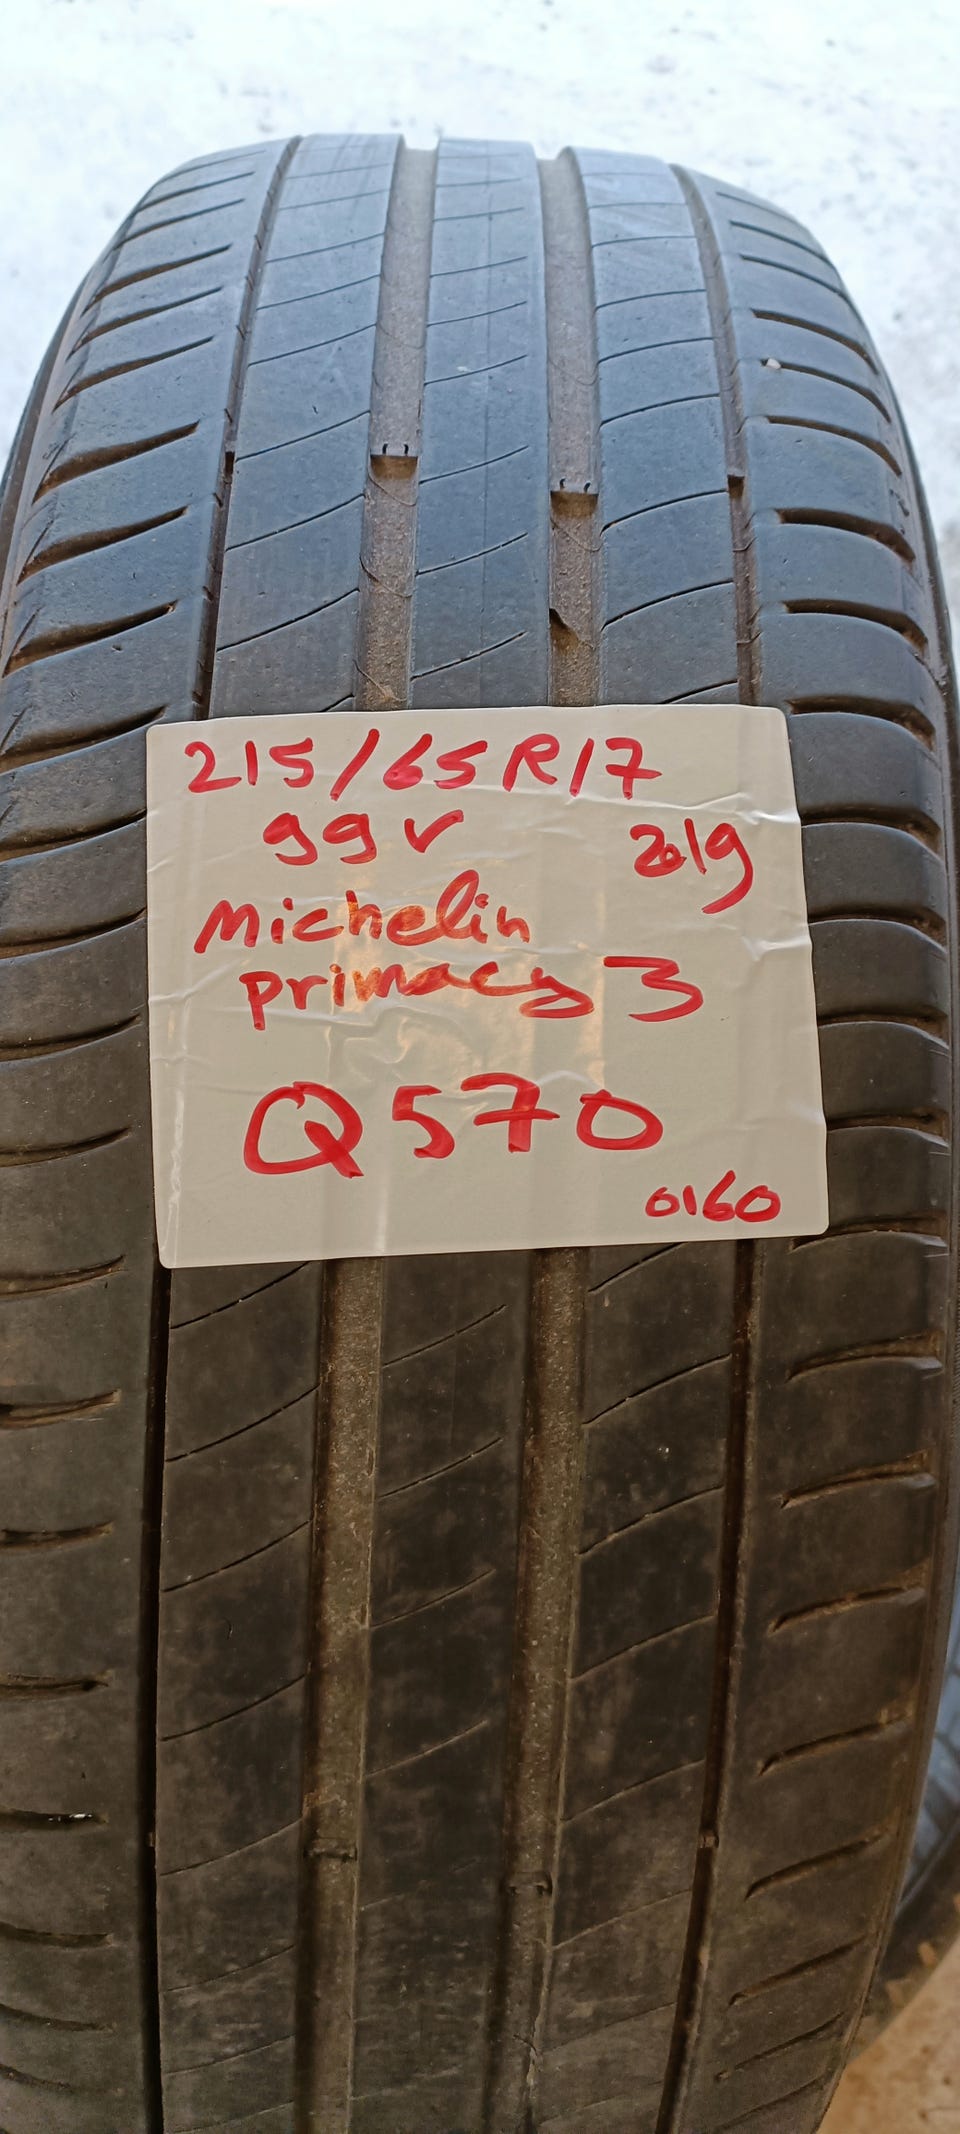 215/65R17
99v 2019
Michelin
primacy 3
Q570
0160